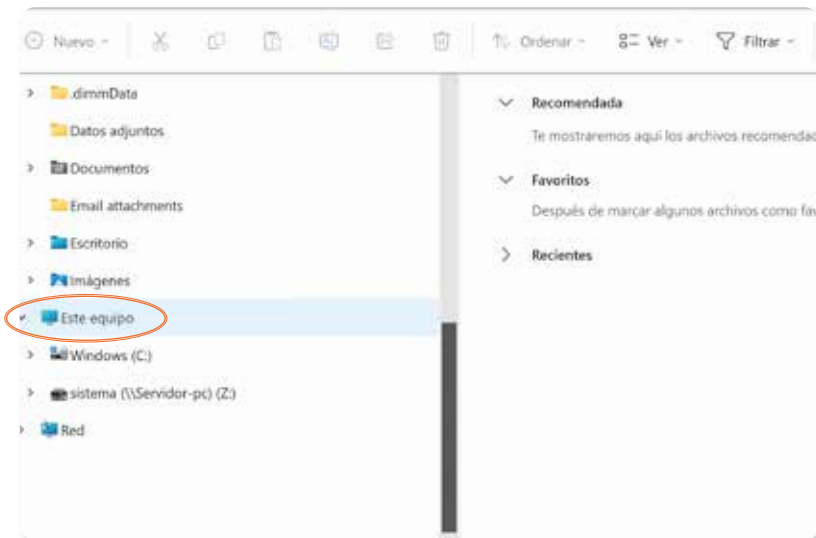 Nuevo
Ordenar
Ver
Filtrar
.dimmData
Datos adjuntos
Documentos
Email attachments
Escritorio
Imágenes
Este equipo
Windows (C:)
sistema (\\Servidor-pc) (Z:)
Red
Recomendada
Te mostraremos aquí los archivos recomendad
Favoritos
Después de marcar algunos archivos como fav
Recientes